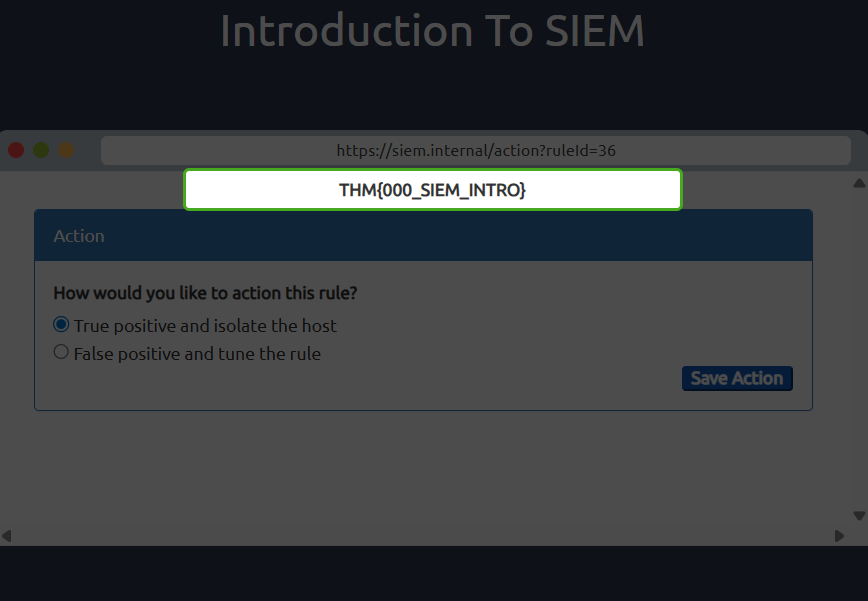 Introduction To SIEM
https://siem.internal/action?ruleId=36
THM{000_SIEM_INTRO}
Action
How would you like to action this rule?
True positive and isolate the host
False positive and tune the rule
Save Action